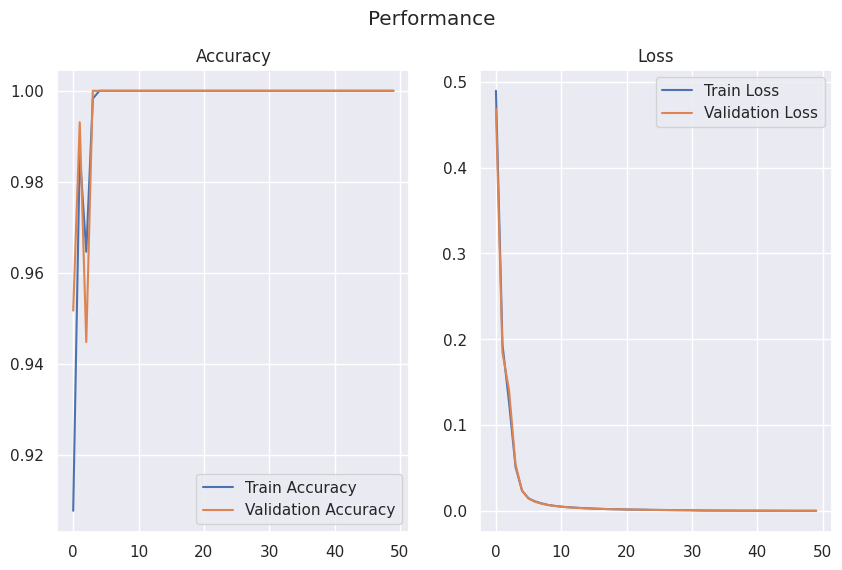 Performance
Accuracy
1.00
0.98
0.96
0.94
0.92
Train Accuracy
Validation Accuracy
0 10 20 30 40 50
Loss
0.5
0.4
0.3
0.2
0.1
0.0
Train Loss
Validation Loss
0 10 20 30 40 50